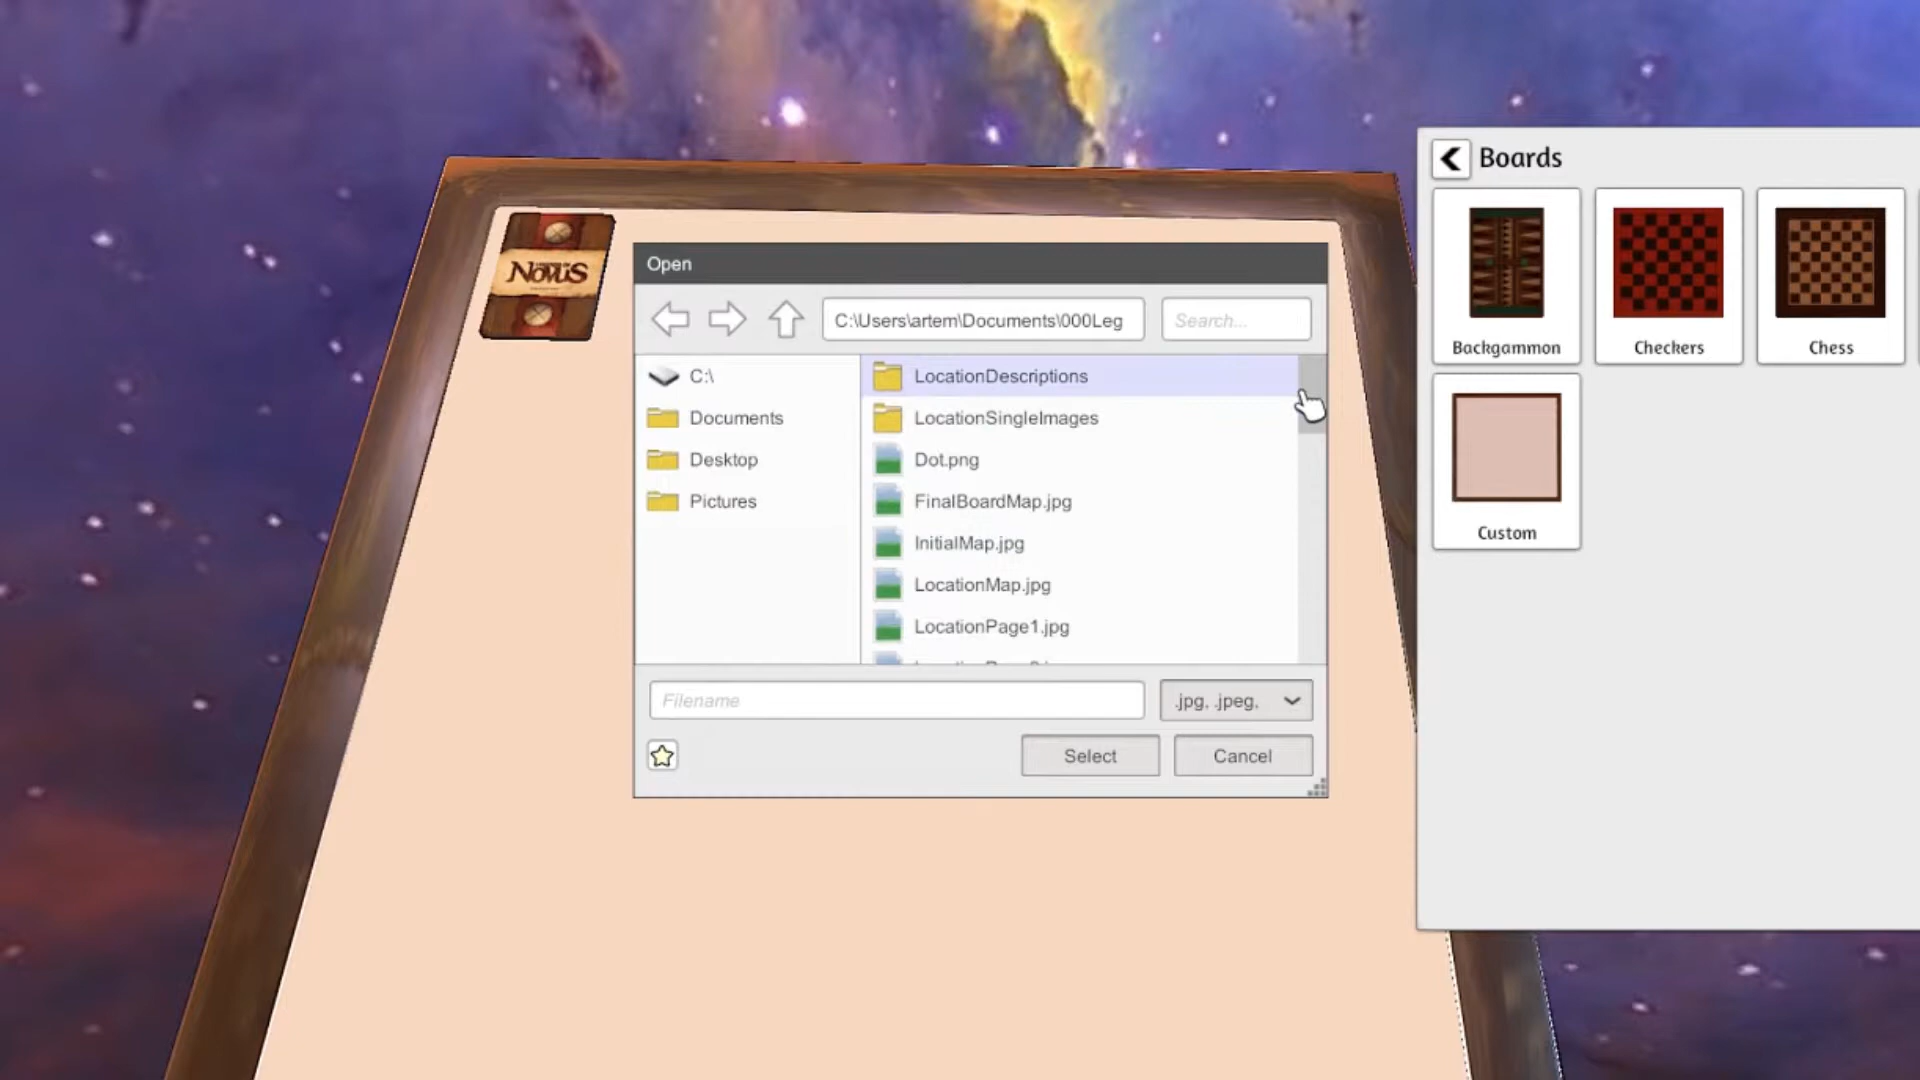 Boards
NOVUS
Open
C:\Users\artem\Documents\000Leg
Search...
C:\
Documents
Desktop
Pictures
LocationDescriptions
LocationSingleImages
Dot.png
FinalBoardMap.jpg
InitialMap.jpg
LocationMap.jpg
LocationPage1.jpg
Filename
.jpg, .jpeg,
Select
Cancel
Backgammon
Checkers
Chess
Custom